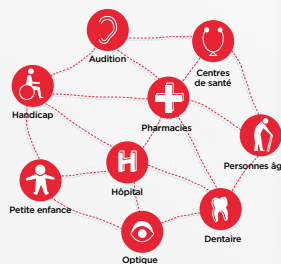 Audition
Centres
de santé
Handicap
Pharmacies
Personnes âg
H
Hôpital
Petite enfance
Dentaire
Optique